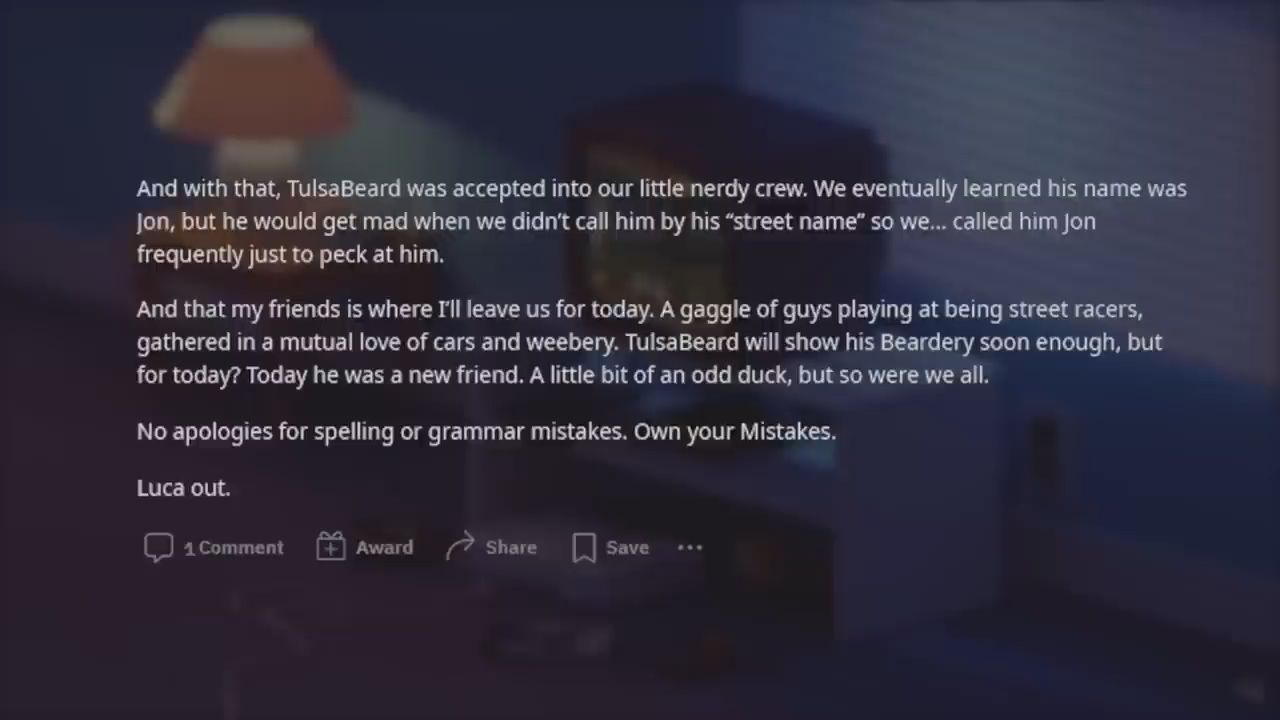 And with that, TulsaBeard was accepted into our little nerdy crew. We eventually learned his name was
Jon, but he would get mad when we didn’t call him by his “street name” so we... called him Jon
frequently just to peck at him.
And that my friends is where I’ll leave us for today. A gaggle of guys playing at being street racers,
gathered in a mutual love of cars and weebery. TulsaBeard will show his Beardery soon enough, but
for today? Today he was a new friend. A little bit of an odd duck, but so were we all.
No apologies for spelling or grammar mistakes. Own your Mistakes.
Luca out.
1 Comment Award Share Save